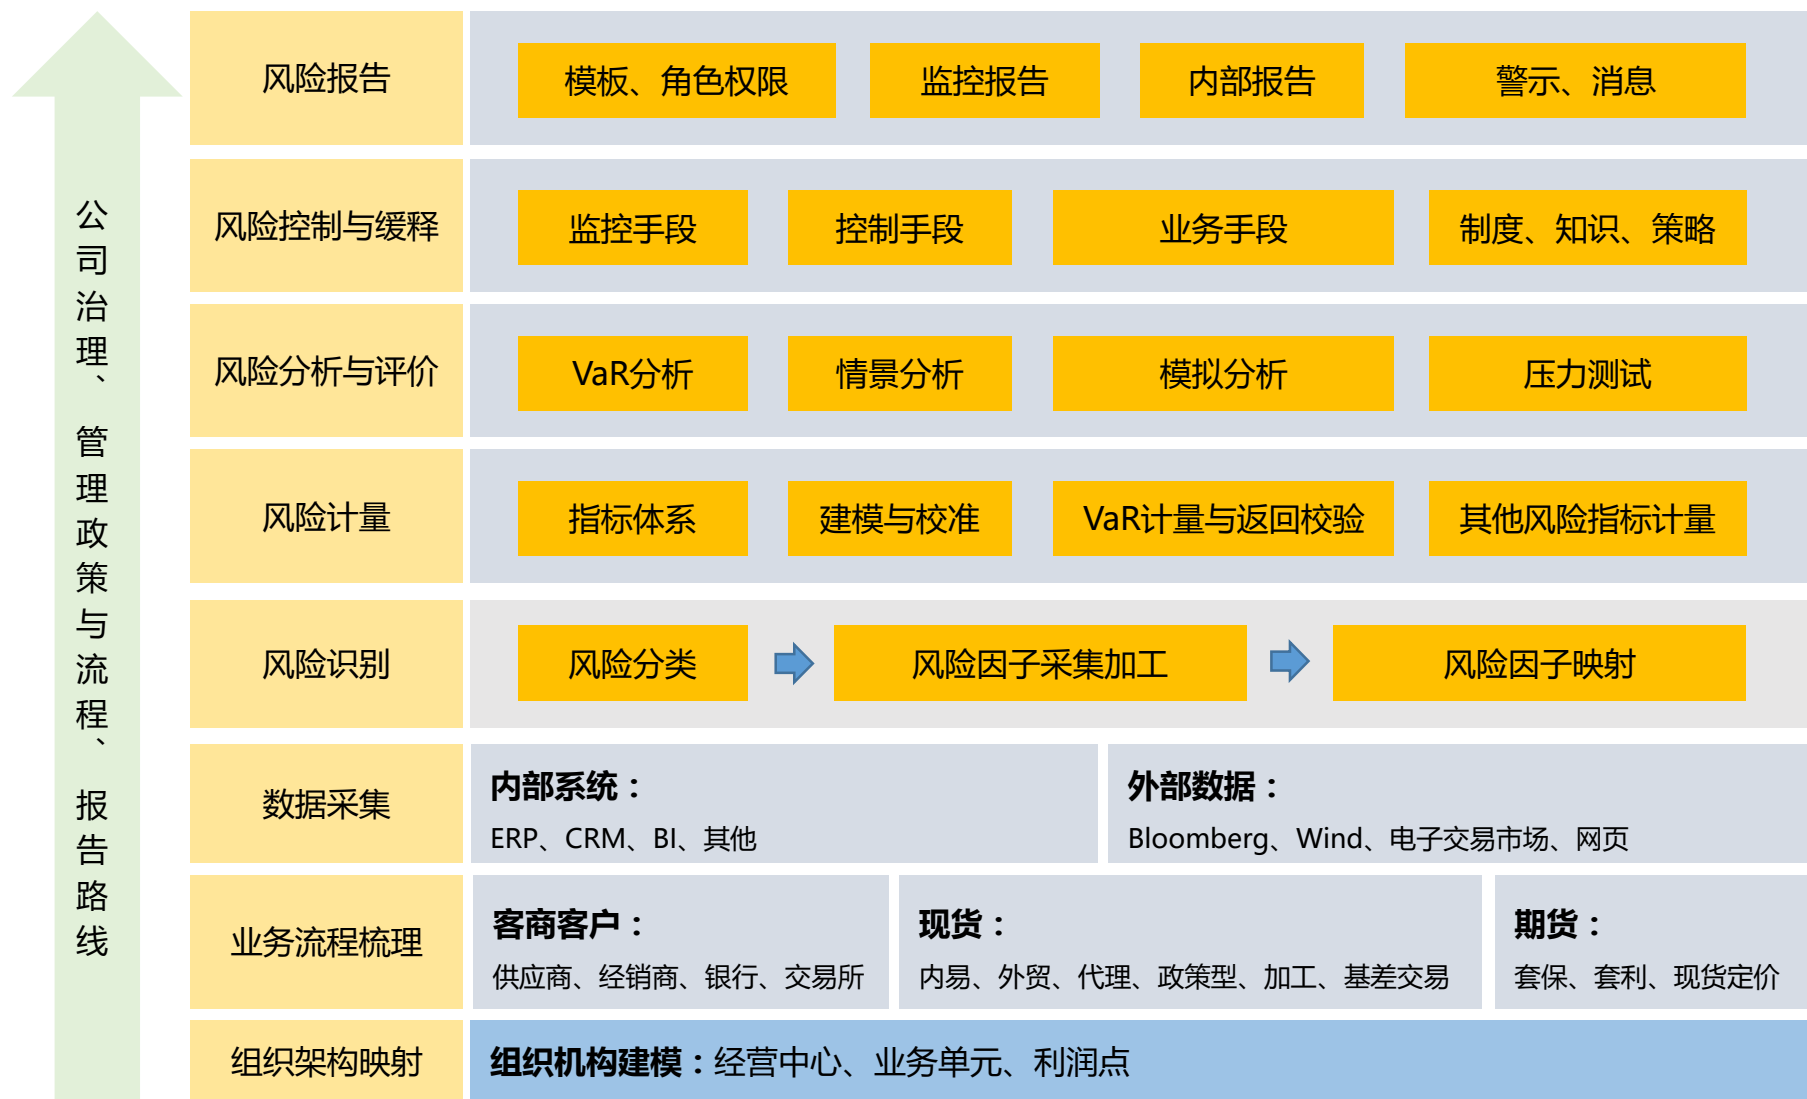 公司治理、管理政策与流程、报告路线
风险报告
模板、角色权限
监控报告
内部报告
警示、消息
风险控制与缓释
监控手段
控制手段
业务手段
制度、知识、策略
风险分析与评价
VaR分析
情景分析
模拟分析
压力测试
风险计量
指标体系
建模与校准
VaR计量与返回校验
其他风险指标计量
风险识别
风险分类
风险因子采集加工
风险因子映射
数据采集
内部系统：
ERP、CRM、BI、其他
外部数据：
Bloomberg、Wind、电子交易市场、网页
业务流程梳理
客商客户：
供应商、经销商、银行、交易所
现货：
内易、外贸、代理、政策型、加工、基差交易
期货：
套保、套利、现货定价
组织架构映射
组织机构建模：经营中心、业务单元、利润点